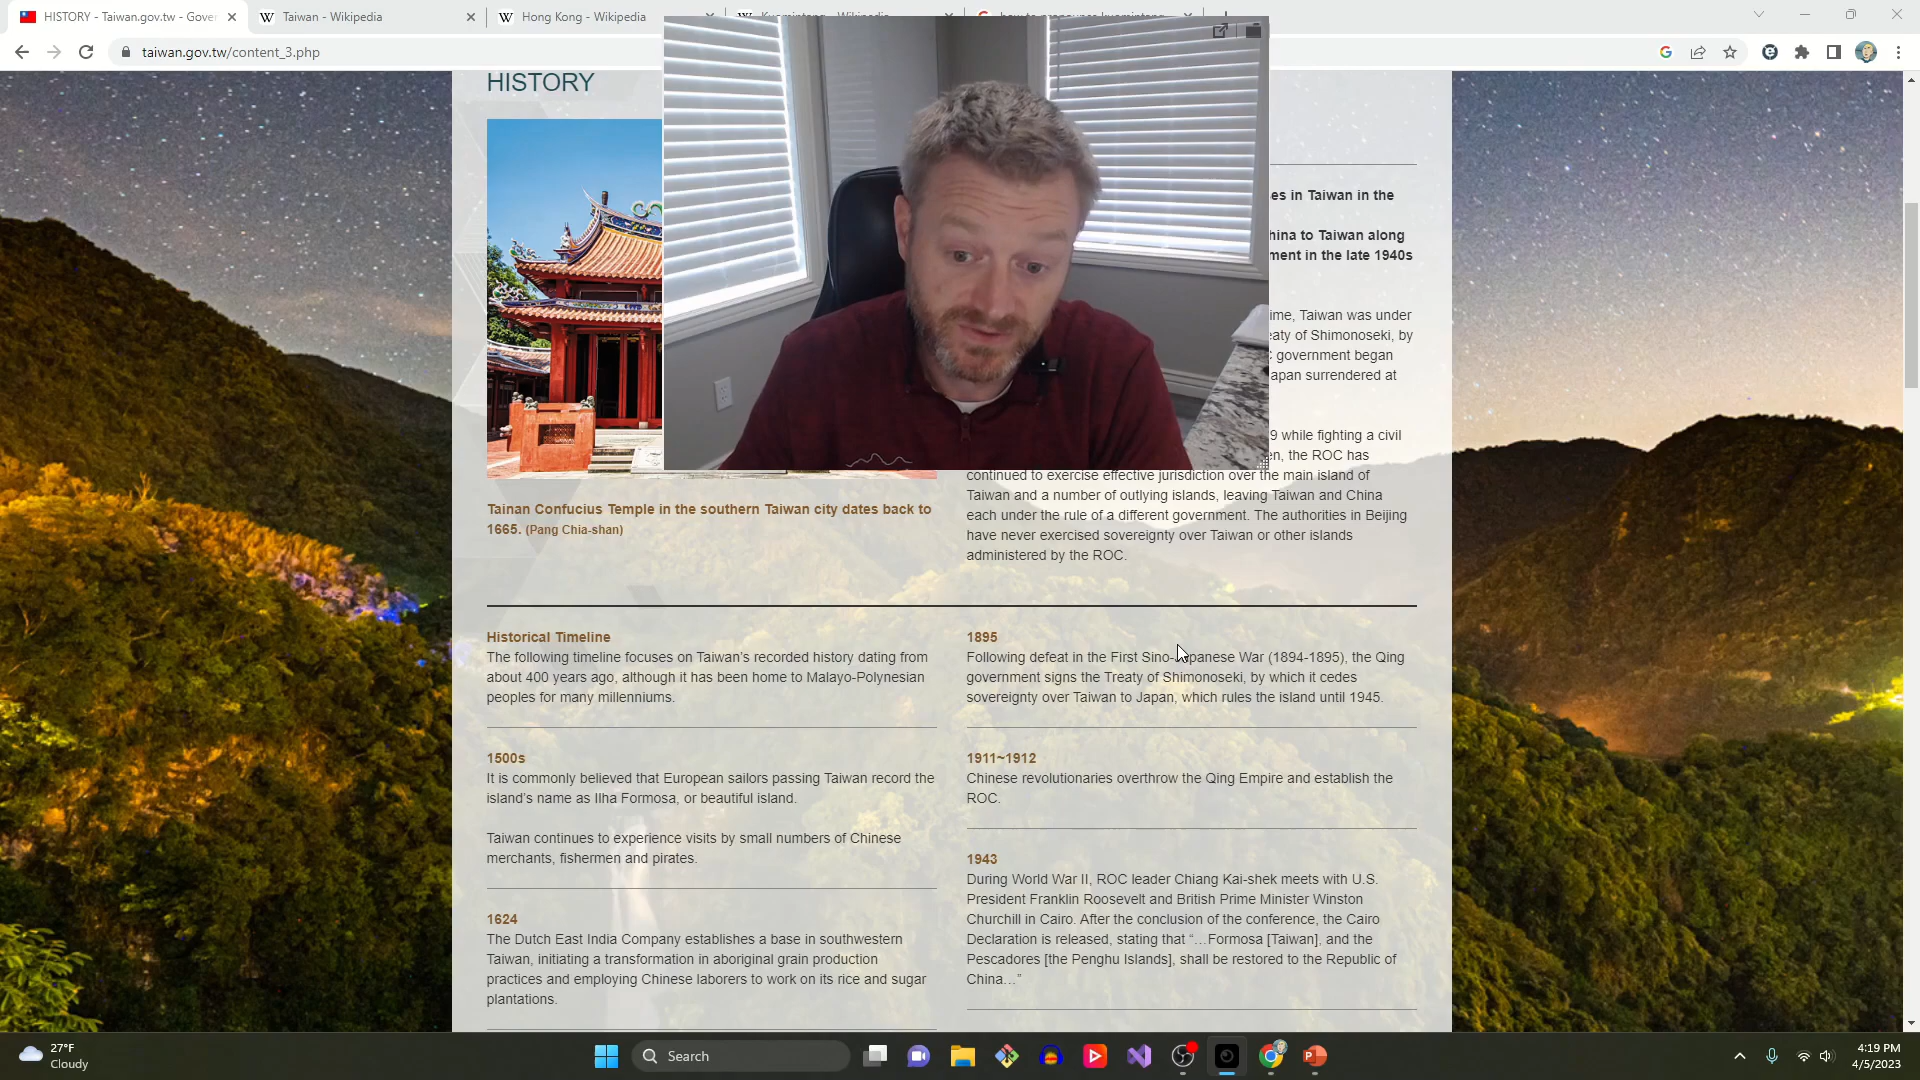 HISTORY - Taiwan.gov.tw - Gover
Taiwan - Wikipedia
Hong Kong - Wikipedia
taiwan.gov.tw/content_3.php
HISTORY
es in Taiwan in the
hina to Taiwan along
ment in the late 1940s
ime, Taiwan was under
eaty of Shimonoseki, by
government began
apan surrendered at
9 while fighting a civil
en, the ROC has
continued to exercise effective jurisdiction over the main island of
Taiwan and a number of outlying islands, leaving Taiwan and China
each under the rule of a different government. The authorities in Beijing
have never exercised sovereignty over Taiwan or other islands
administered by the ROC.
Tainan Confucius Temple in the southern Taiwan city dates back to
1665. (Pang Chia-shan)
Historical Timeline
The following timeline focuses on Taiwan's recorded history dating from
about 400 years ago, although it has been home to Malayo-Polynesian
peoples for many millenniums.
1500s
It is commonly believed that European sailors passing Taiwan record the
island's name as Ilha Formosa, or beautiful island.
Taiwan continues to experience visits by small numbers of Chinese
merchants, fishermen and pirates.
1624
The Dutch East India Company establishes a base in southwestern
Taiwan, initiating a transformation in aboriginal grain production
practices and employing Chinese laborers to work on its rice and sugar
plantations.
1895
Following defeat in the First Sino-Japanese War (1894-1895), the Qing
government signs the Treaty of Shimonoseki, by which it cedes
sovereignty over Taiwan to Japan, which rules the island until 1945.
1911~1912
Chinese revolutionaries overthrow the Qing Empire and establish the
ROC.
1943
During World War II, ROC leader Chiang Kai-shek meets with U.S.
President Franklin Roosevelt and British Prime Minister Winston
Churchill in Cairo. After the conclusion of the conference, the Cairo
Declaration is released, stating that “…Formosa [Taiwan], and the
Pescadores [the Penghu Islands], shall be restored to the Republic of
China…”
27°F
Cloudy
Search
4:19 PM
4/5/2023